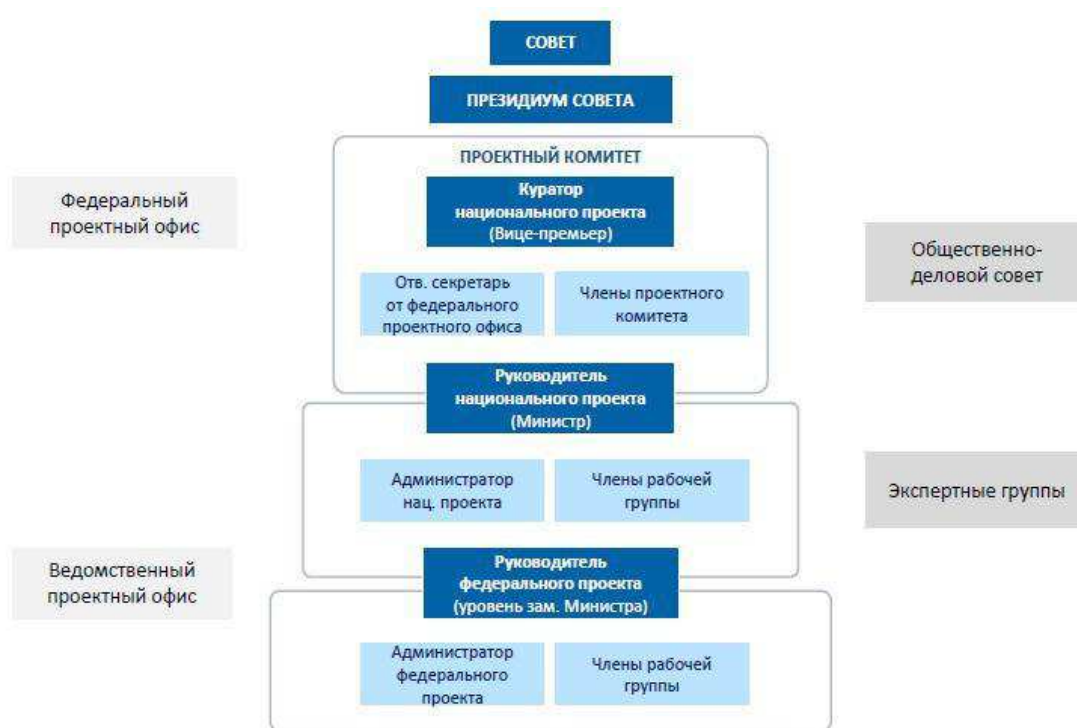 СОВЕТ
ПРЕЗИДИУМ СОВЕТА
ПРОЕКТНЫЙ КОМИТЕТ
Федеральный
проектный офис
Куратор
национального проекта
(Вице-премьер)
Общественно-
деловой совет
Отв. секретарь
от федерального
проектного офиса
Члены проектного
комитета
Руководитель
национального проекта
(Министр)
Администратор
нац. проекта
Члены рабочей
группы
Экспертные группы
Ведомственный
проектный офис
Руководитель
федерального проекта
(уровень зам. Министра)
Администратор
федерального
проекта
Члены рабочей
группы